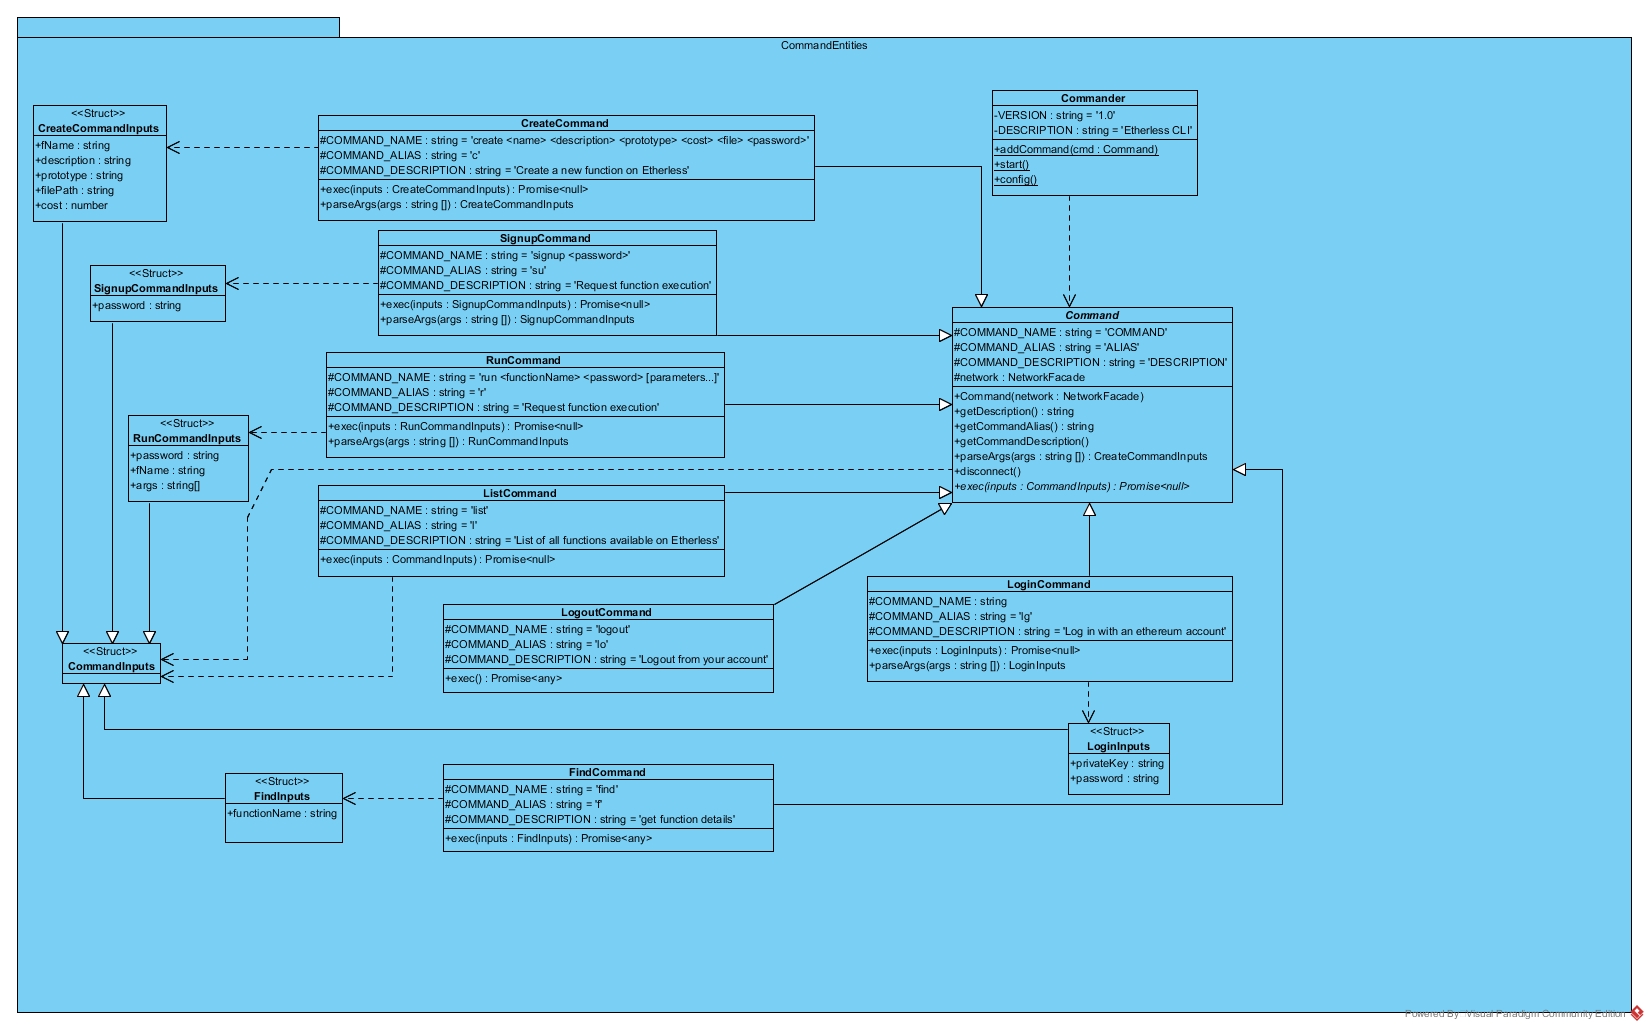 CommandEntities
<<Struct>>
CreateCommandInputs
+fName : string
+description : string
+prototype : string
+filePath : string
+cost : number
CreateCommand
#COMMAND_NAME : string = 'create <name> <description> <prototype> <cost> <file> <password>'
#COMMAND_ALIAS : string = 'c'
#COMMAND_DESCRIPTION : string = 'Create a new function on Etherless'
+exec(inputs : CreateCommandInputs) : Promise<null>
+parseArgs(args : string []) : CreateCommandInputs
Commander
-VERSION : string = '1.0'
-DESCRIPTION : string = 'Etherless CLI'
+addCommand(cmd : Command)
+start()
+config()
<<Struct>>
SignupCommandInputs
+password : string
SignupCommand
#COMMAND_NAME : string = 'signup <password>'
#COMMAND_ALIAS : string = 'su'
#COMMAND_DESCRIPTION : string = 'Request function execution'
+exec(inputs : SignupCommandInputs) : Promise<null>
+parseArgs(args : string []) : SignupCommandInputs
Command
#COMMAND_NAME : string = 'COMMAND'
#COMMAND_ALIAS : string = 'ALIAS'
#COMMAND_DESCRIPTION : string = 'DESCRIPTION'
#network : NetworkFacade
+Command(network : NetworkFacade)
+getDescription() : string
+getCommandAlias() : string
+getCommandDescription()
+parseArgs(args : string []) : CreateCommandInputs
+disconnect()
+exec(inputs : CommandInputs) : Promise<null>
RunCommand
#COMMAND_NAME : string = 'run <functionName> <password> [parameters...]'
#COMMAND_ALIAS : string = 'r'
#COMMAND_DESCRIPTION : string = 'Request function execution'
+exec(inputs : RunCommandInputs) : Promise<null>
+parseArgs(args : string []) : RunCommandInputs
<<Struct>>
RunCommandInputs
+password : string
+fName : string
+args : string[]
ListCommand
#COMMAND_NAME : string = 'list'
#COMMAND_ALIAS : string = 'l'
#COMMAND_DESCRIPTION : string = 'List of all functions available on Etherless'
+exec(inputs : CommandInputs) : Promise<null>
LoginCommand
#COMMAND_NAME : string
#COMMAND_ALIAS : string = 'lg'
#COMMAND_DESCRIPTION : string = 'Log in with an ethereum account'
+exec(inputs : LoginInputs) : Promise<null>
+parseArgs(args : string []) : LoginInputs
LogoutCommand
#COMMAND_NAME : string = 'logout'
#COMMAND_ALIAS : string = 'lo'
#COMMAND_DESCRIPTION : string = 'Logout from your account'
+exec() : Promise<any>
<<Struct>>
CommandInputs
<<Struct>>
LoginInputs
+privateKey : string
+password : string
<<Struct>>
FindInputs
+functionName : string
FindCommand
#COMMAND_NAME : string = 'find'
#COMMAND_ALIAS : string = 'f'
#COMMAND_DESCRIPTION : string = 'get function details'
+exec(inputs : FindInputs) : Promise<any>
Powered By Visual Paradigm Community Edition